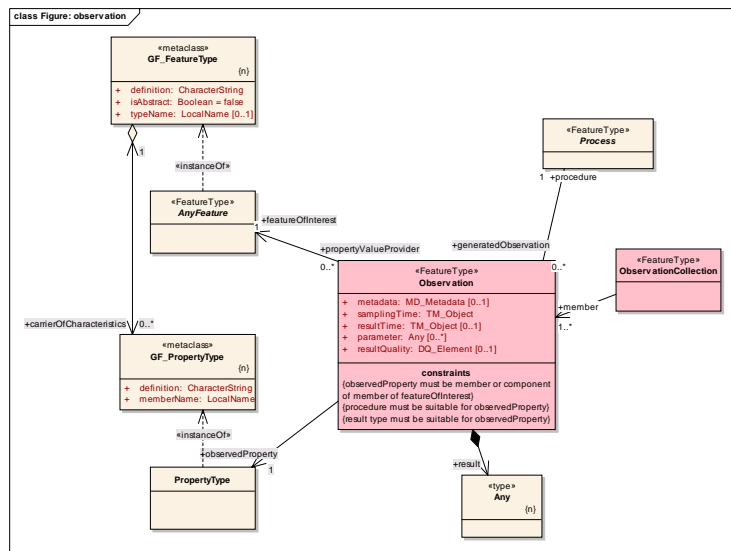 class Figure: observation
«metaclass»
GF_FeatureType
{n}
+ definition: CharacterString
+ isAbstract: Boolean = false
+ typeName: LocalName [0..1]
1
«instanceOf»
«FeatureType»
AnyFeature
+featureOfInterest
1
+propertyValueProvider
0..*
«FeatureType»
Process
1 +procedure
+generatedObservation
0..*
«FeatureType»
ObservationCollection
+member
1..*
«FeatureType»
Observation
+ metadata: MD_Metadata [0..1]
+ samplingTime: TM_Object
+ resultTime: TM_Object [0..1]
+ parameter: Any [0..*]
+ resultQuality: DQ_Element [0..1]
constraints
{observedProperty must be member or component
of member of featureOfInterest}
{procedure must be suitable for observedProperty}
{result type must be suitable for observedProperty}
+carrierOfCharacteristics
0..*
«metaclass»
GF_PropertyType
{n}
+ definition: CharacterString
+ memberName: LocalName
«instanceOf»
+observedProperty
1
PropertyType
+result
«type»
Any
{n}